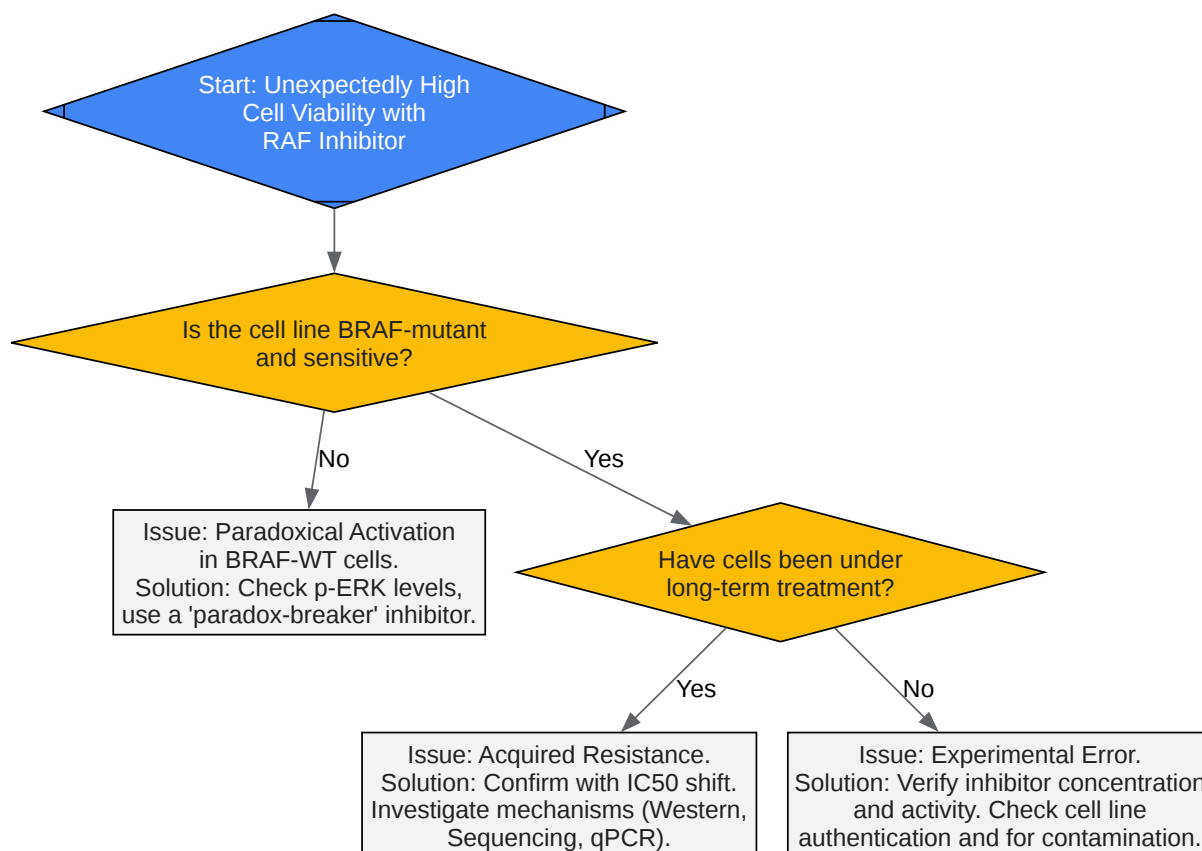 Start: Unexpectedly High
Cell Viability with
RAF Inhibitor
Is the cell line BRAF-mutant
and sensitive?
No
Yes
Issue: Paradoxical Activation
in BRAF-WT cells.
Solution: Check p-ERK levels,
use a 'paradox-breaker' inhibitor.
Have cells been under
long-term treatment?
Yes
No
Issue: Acquired Resistance.
Solution: Confirm with IC50 shift.
Investigate mechanisms (Western,
Sequencing, qPCR).
Issue: Experimental Error.
Solution: Verify inhibitor concentration
and activity. Check cell line
authentication and for contamination.